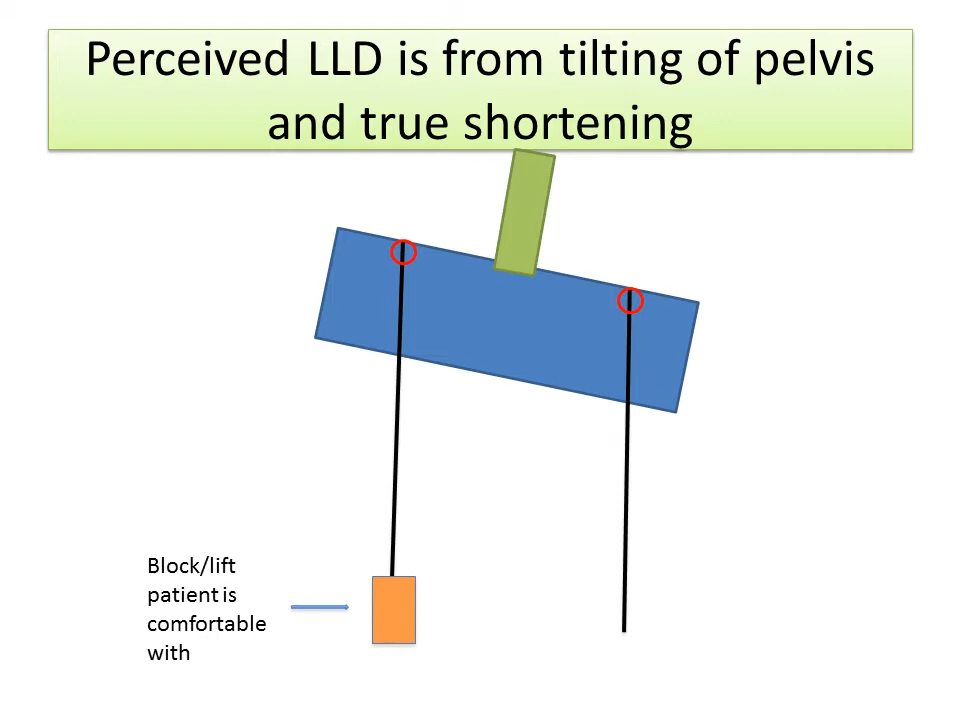 Perceived LLD is from tilting of pelvis
and true shortening
Block/lift
patient is
comfortable
with